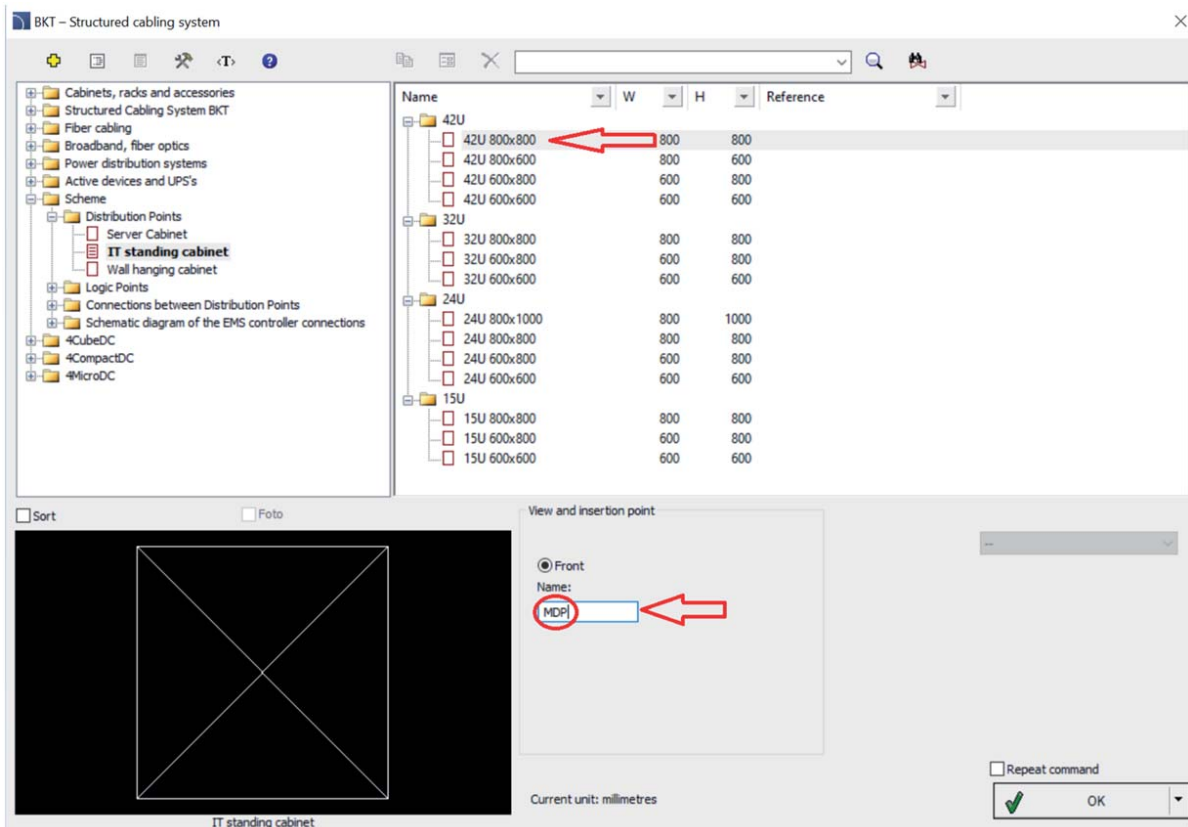 BKT – Structured cabling system
‹T› ?
Cabinets, racks and accessories
Structured Cabling System BKT
Fiber cabling
Broadband, fiber optics
Power distribution systems
Active devices and UPS's
Scheme
Distribution Points
Server Cabinet
IT standing cabinet
Wall hanging cabinet
Logic Points
Connections between Distribution Points
Schematic diagram of the EMS controller connections
4CubeDC
4CompactDC
4MicroDC
Name W H Reference
42U
42U 800x800 800 800
42U 800x600 800 600
42U 600x800 600 800
42U 600x600 600 600
32U
32U 800x800 800 800
32U 600x800 600 800
32U 600x600 600 600
24U
24U 800x1000 800 1000
24U 800x800 800 800
24U 600x800 600 800
24U 600x600 600 600
15U
15U 800x800 800 800
15U 600x800 600 800
15U 600x600 600 600
Sort Foto
IT standing cabinet
View and insertion point
Front
Name:
MDP
Current unit: millimetres
--
Repeat command
OK